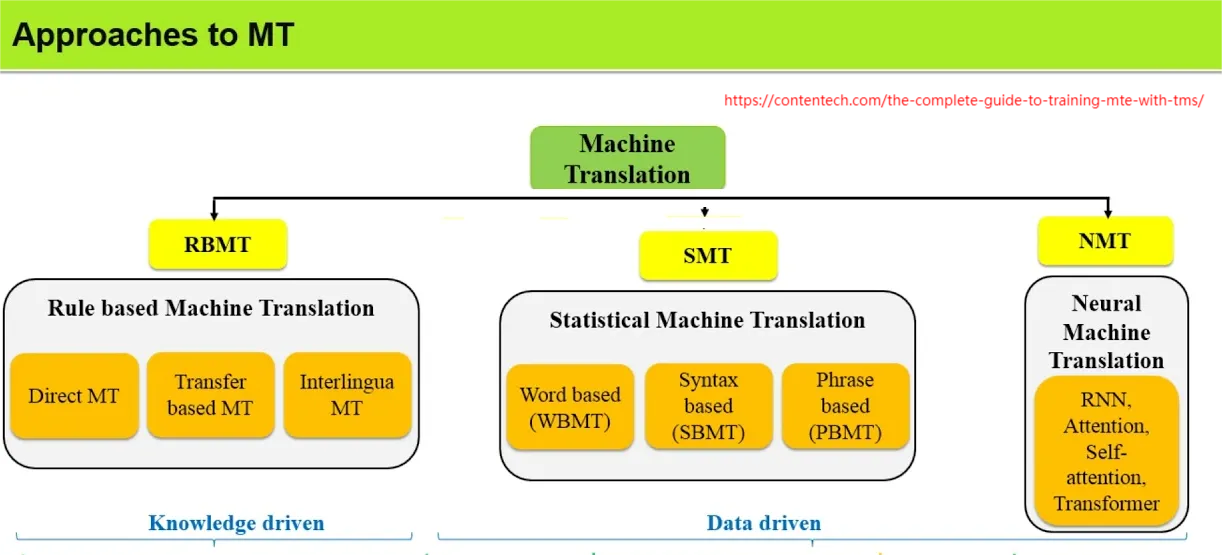 Approaches to MT
https://contentech.com/the-complete-guide-to-training-mte-with-tms/
Machine
Translation
RBMT
SMT
NMT
Rule based Machine Translation
Direct MT
Transfer
based MT
Interlingua
MT
Statistical Machine Translation
Word based
(WBMT)
Syntax
based
(SBMT)
Phrase
based
(PBMT)
Neural
Machine
Translation
RNN,
Attention,
Self-
attention,
Transformer
Knowledge driven
Data driven